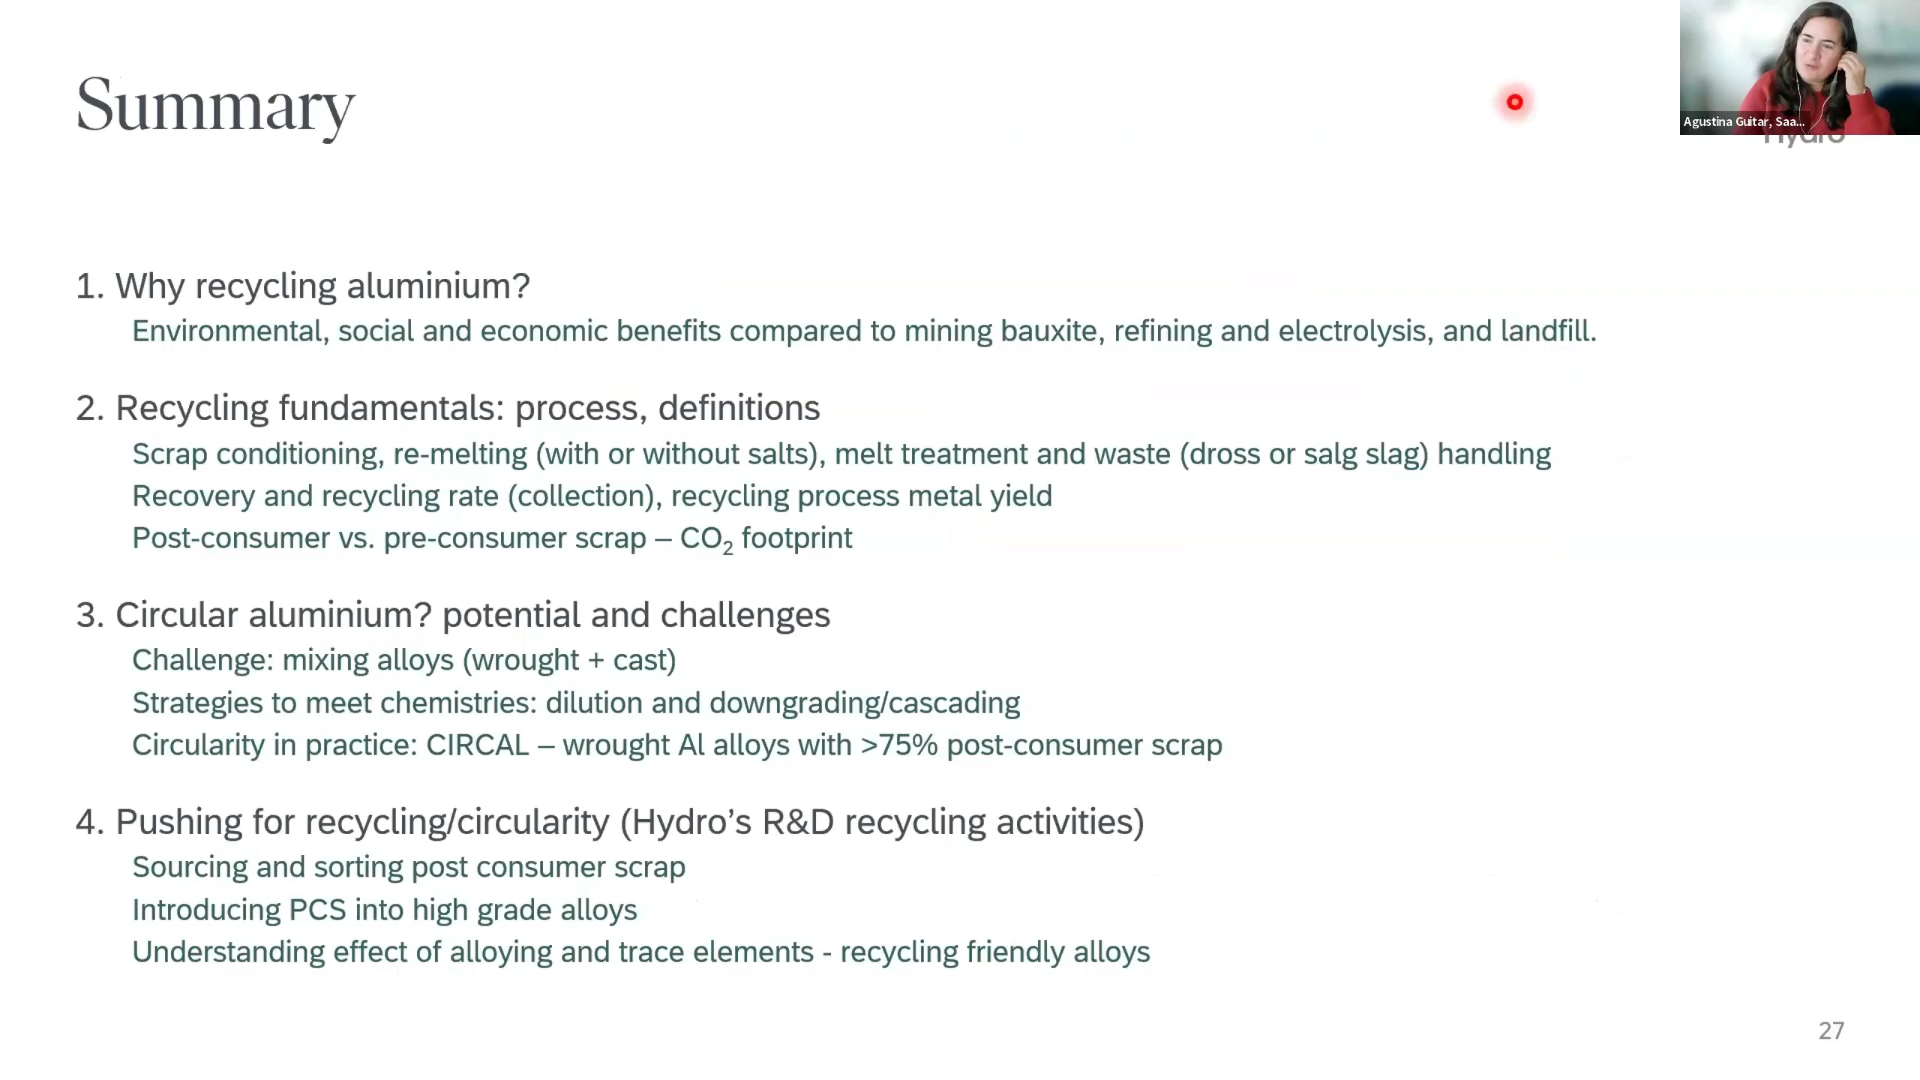 Summary
Agustina Guitar, Saa...
Hydro
1. Why recycling aluminium?
Environmental, social and economic benefits compared to mining bauxite, refining and electrolysis, and landfill.
2. Recycling fundamentals: process, definitions
Scrap conditioning, re-melting (with or without salts), melt treatment and waste (dross or salg slag) handling
Recovery and recycling rate (collection), recycling process metal yield
Post-consumer vs. pre-consumer scrap – CO₂ footprint
3. Circular aluminium? potential and challenges
Challenge: mixing alloys (wrought + cast)
Strategies to meet chemistries: dilution and downgrading/cascading
Circularity in practice: CIRCAL – wrought Al alloys with >75% post-consumer scrap
4. Pushing for recycling/circularity (Hydro’s R&D recycling activities)
Sourcing and sorting post consumer scrap
Introducing PCS into high grade alloys
Understanding effect of alloying and trace elements - recycling friendly alloys
27